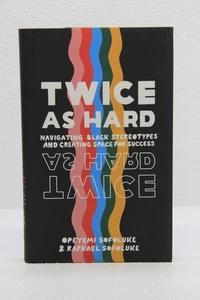 TWICE
AS HARD
NAVIGATING BLACK STEREOTYPES
AND CREATING SPACE FOR SUCCESS
AS HARD
TWICE
OPEYEMI SOFOLUKE
& RAPHAEL SOFOLUKE